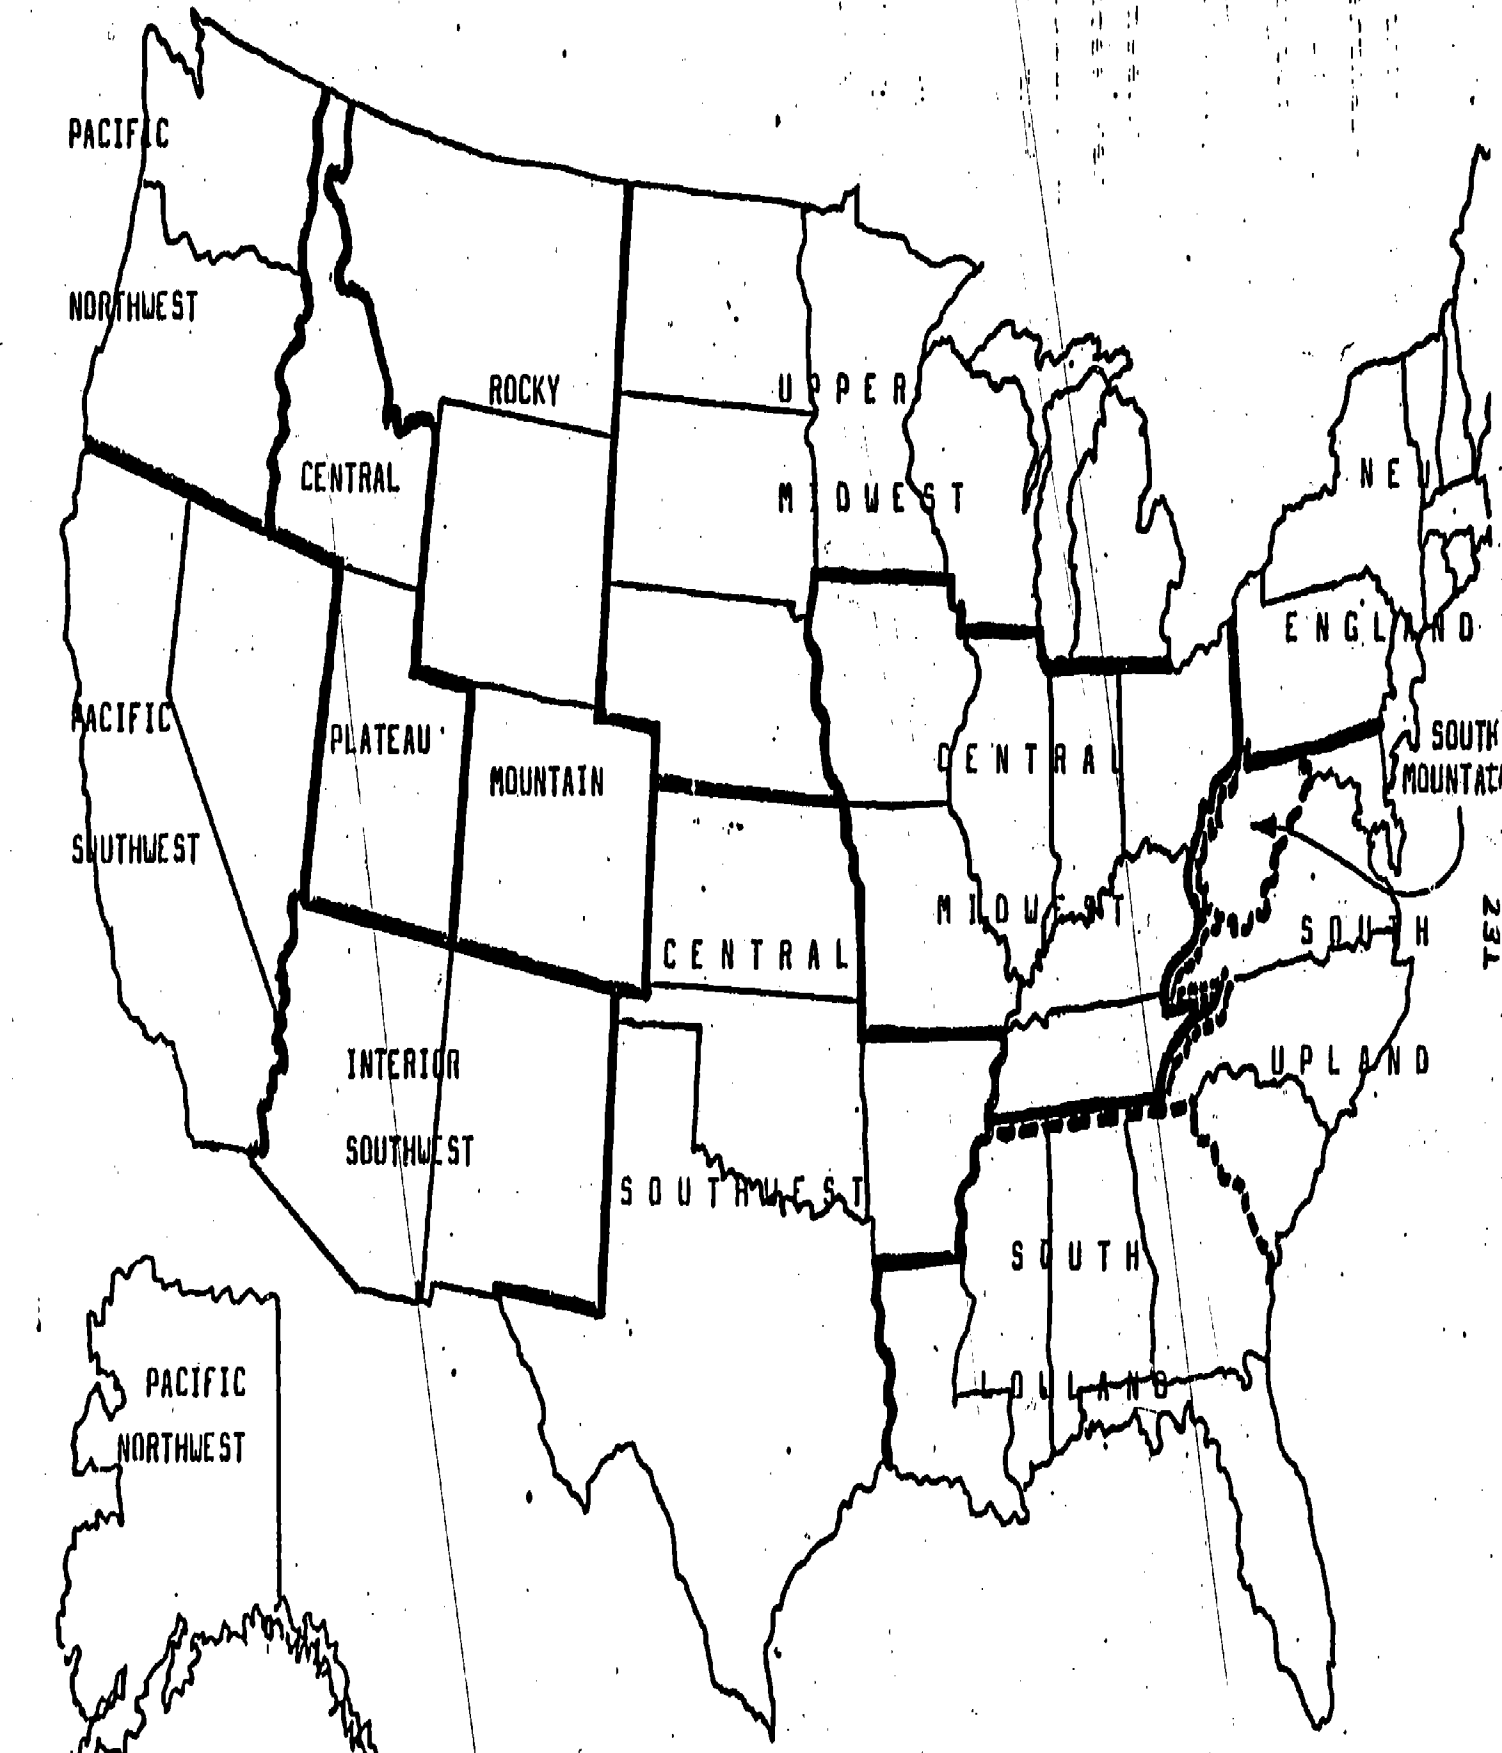 PACIFIC
NORTHWEST
ROCKY
MOUNTAIN
CENTRAL
PLATEAU
UPPER
MIDWEST
NEW
ENGLAND
PACIFIC
SOUTHWEST
CENTRAL
MIDWEST
SOUTH
CENTRAL
SOUTHWEST
SOUTH
UPLAND
INTERIOR
SOUTHWEST
SOUTH
LOWLAND
PACIFIC
NORTHWEST
231